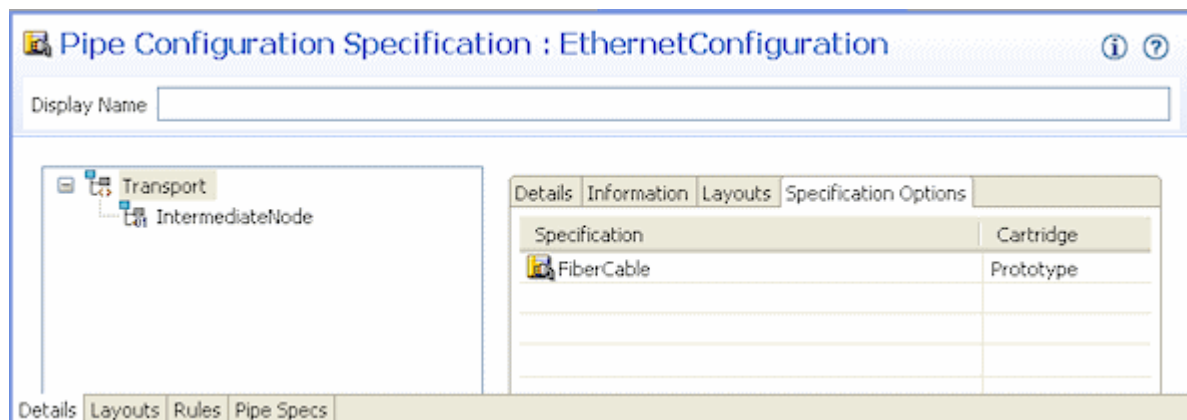 Pipe Configuration Specification : EthernetConfiguration
Display Name
Transport
IntermediateNode
Details Information Layouts Specification Options
Specification Cartridge
FiberCable Prototype
Details Layouts Rules Pipe Specs